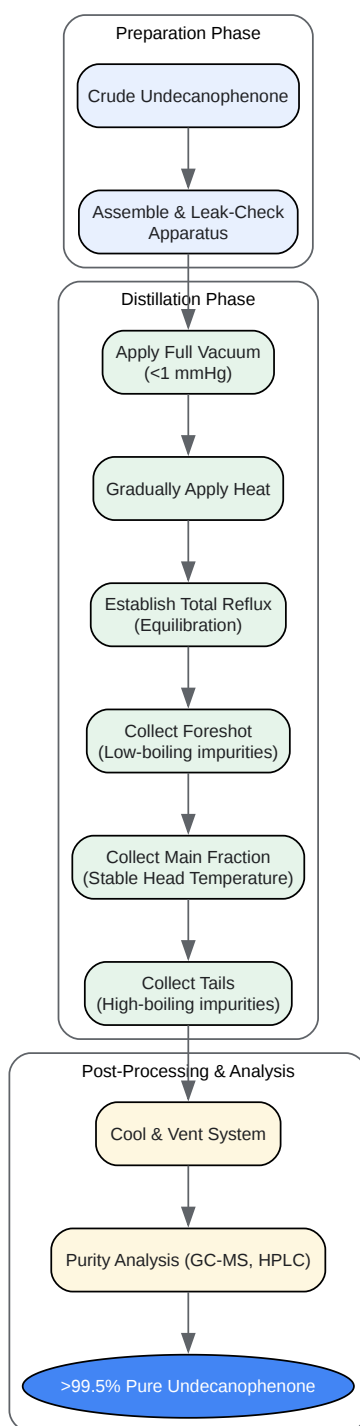 Preparation Phase
Crude Undecanophenone
Assemble & Leak-Check
Apparatus
Distillation Phase
Apply Full Vacuum
(<1 mmHg)
Gradually Apply Heat
Establish Total Reflux
(Equilibration)
Collect Foreshot
(Low-boiling impurities)
Collect Main Fraction
(Stable Head Temperature)
Collect Tails
(High-boiling impurities)
Post-Processing & Analysis
Cool & Vent System
Purity Analysis (GC-MS, HPLC)
>99.5% Pure Undecanophenone